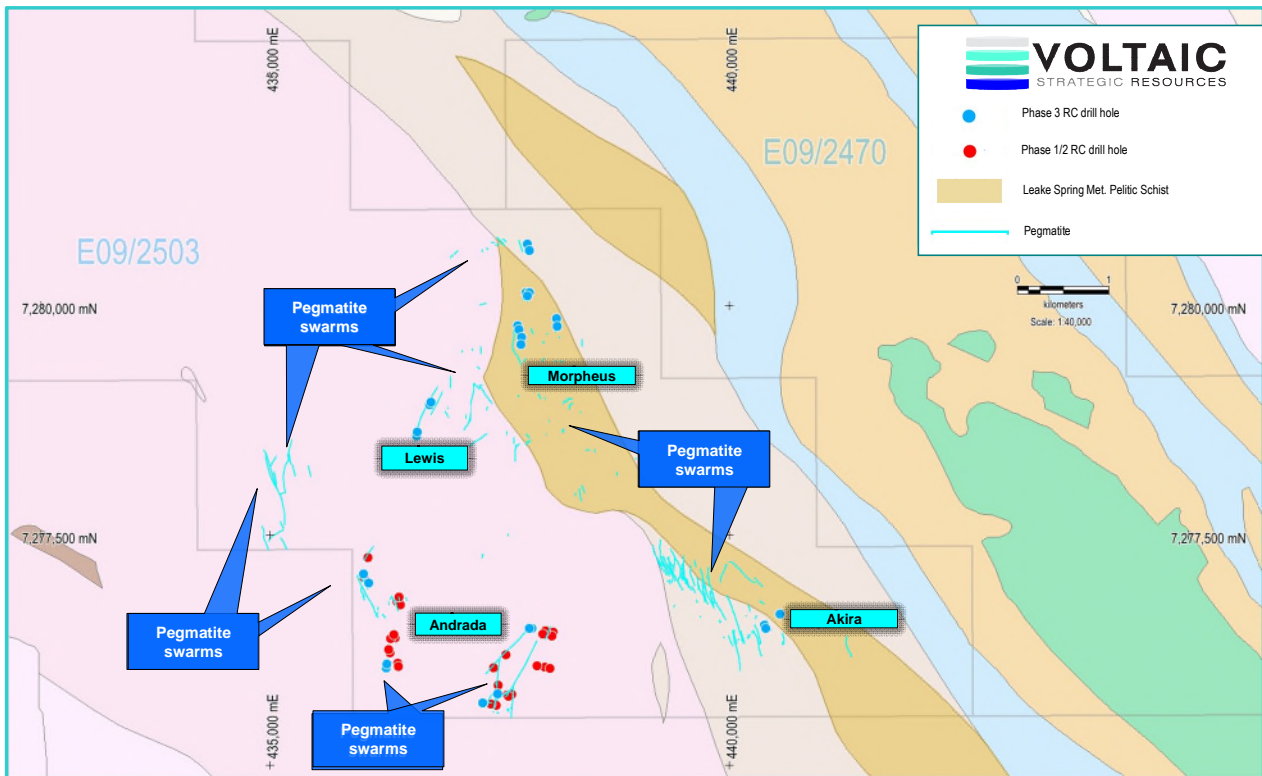 435,000 mE
440,000 mE
VOLTAIC
STRATEGIC RESOURCES
Phase 3 RC drill hole
Phase 1/2 RC drill hole
Leake Spring Met. Pelitic Schist
Pegmatite
E09/2470
E09/2503
0 1
kilometers
Scale: 1:40,000
7,280,000 mN
7,280,000 mN
Pegmatite
swarms
Morpheus
Lewis
Pegmatite
swarms
7,277,500 mN
7,277,500 mN
Pegmatite
swarms
Andrada
Akira
Pegmatite
swarms
435,000 mE
440,000 mE